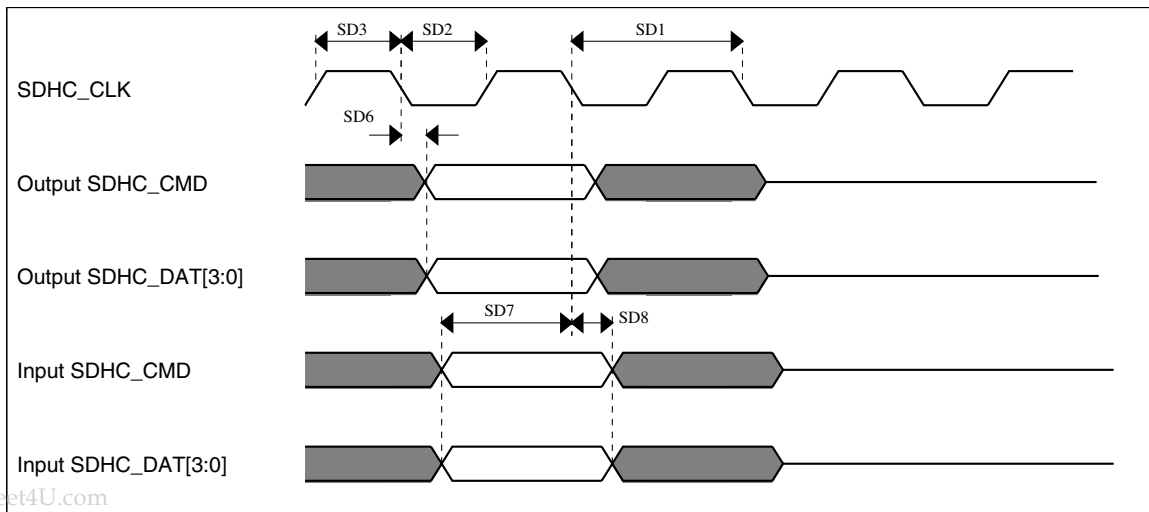 SD3 SD2 SD1
SDHC_CLK
SD6
Output SDHC_CMD
Output SDHC_DAT[3:0]
SD7 SD8
Input SDHC_CMD
Input SDHC_DAT[3:0]
eet4U.com